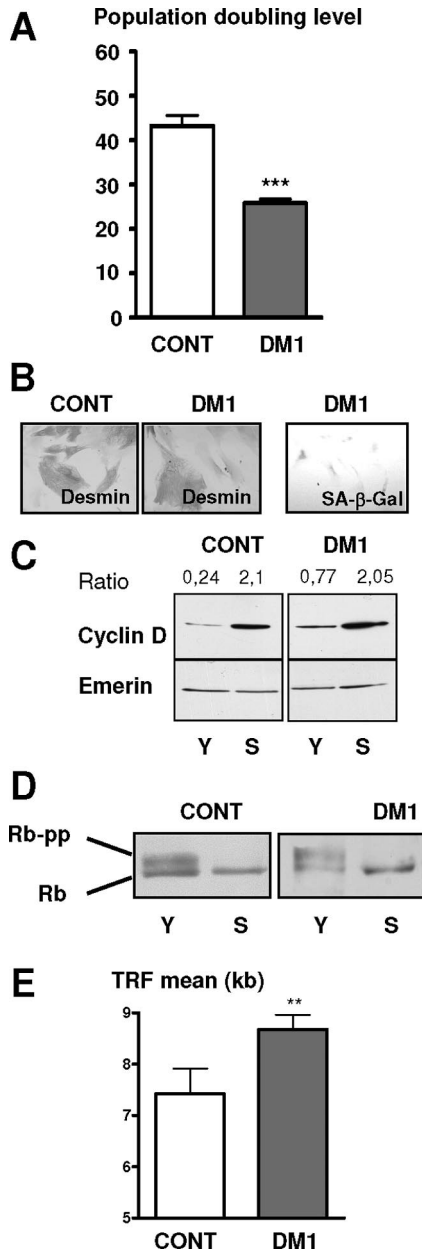 A
Population doubling level
60
50
40
30
20
10
0
***
CONT DM1
B
CONT DM1 DM1
Desmin Desmin SA-β-Gal
C
CONT DM1
Ratio 0,24 2,1 0,77 2,05
Cyclin D
Emerin
Y S Y S
D
CONT DM1
Rb-pp
Rb
Y S Y S
E
TRF mean (kb)
9
8
7
6
5
**
CONT DM1